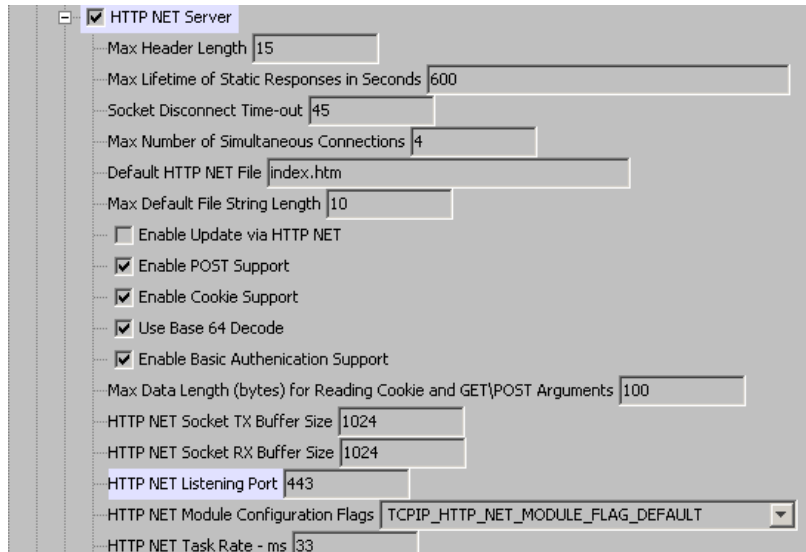 HTTP NET Server
Max Header Length 15
Max Lifetime of Static Responses in Seconds 600
Socket Disconnect Time-out 45
Max Number of Simultaneous Connections 4
Default HTTP NET File index.htm
Max Default File String Length 10
Enable Update via HTTP NET
Enable POST Support
Enable Cookie Support
Use Base 64 Decode
Enable Basic Authenication Support
Max Data Length (bytes) for Reading Cookie and GET\POST Arguments 100
HTTP NET Socket TX Buffer Size 1024
HTTP NET Socket RX Buffer Size 1024
HTTP NET Listening Port 443
HTTP NET Module Configuration Flags TCPIP_HTTP_NET_MODULE_FLAG_DEFAULT
HTTP NET Task Rate - ms 33